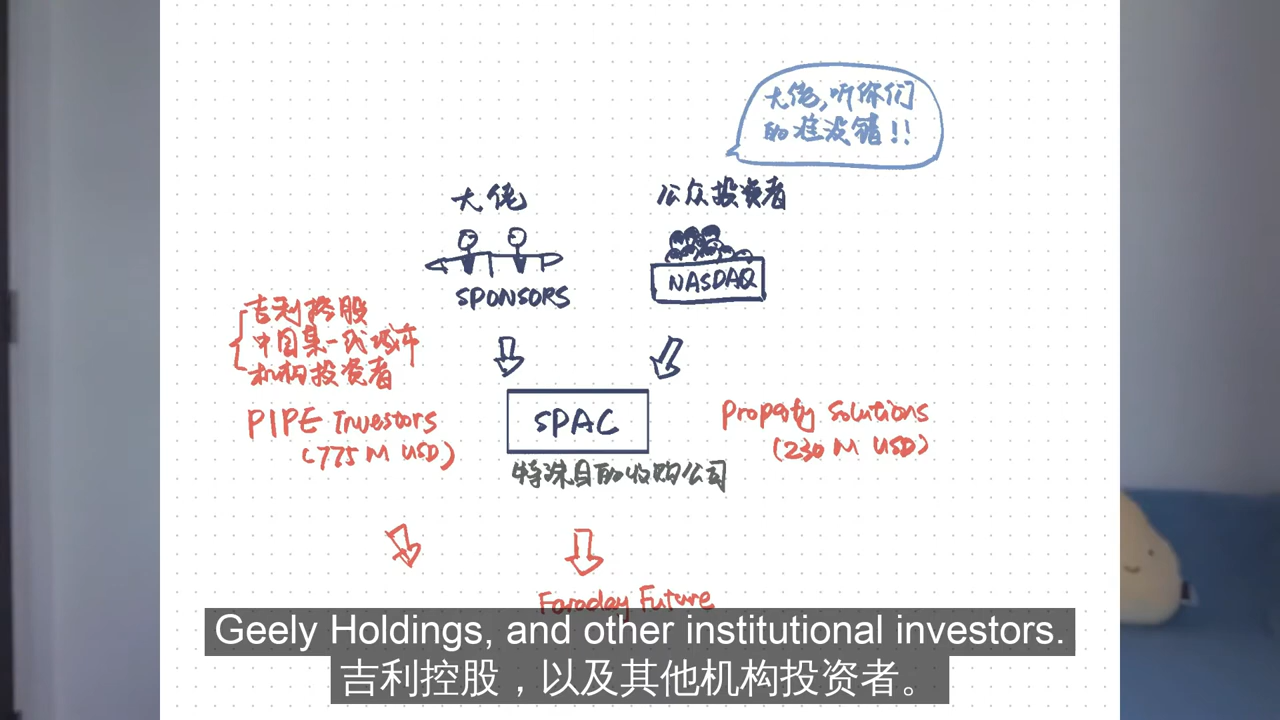 大佬,听你们
的准没错!!
大佬
公众投资者
SPONSORS
NASDAQ
吉利控股
中国某一代城市
机构投资者
PIPE Investors
(775 M USD)
SPAC
特殊目的收购公司
Property Solutions
(230 M USD)
Faraday Future
Geely Holdings, and other institutional investors.
吉利控股，以及其他机构投资者。